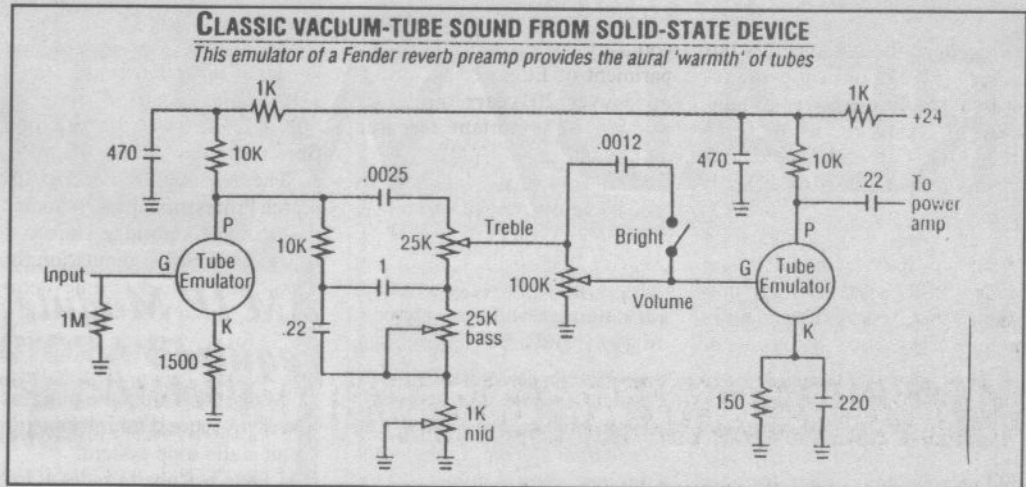 CLASSIC VACUUM-TUBE SOUND FROM SOLID-STATE DEVICE
This emulator of a Fender reverb preamp provides the aural 'warmth' of tubes
1K
1K
+24
470
10K
470
10K
.0012
.0025
22
To
power
amp
P
Treble
Bright
P
10K
25K
Input
G
Tube
Emulator
1
100K
Volume
G
Tube
Emulator
1M
K
22
25K
bass
K
1500
1K
mid
150
220